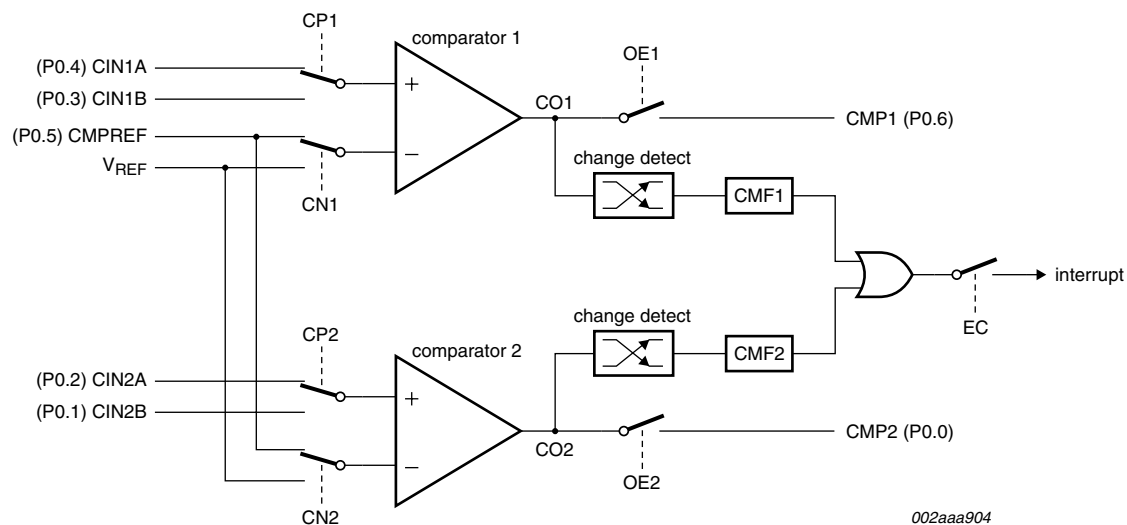 CP1
comparator 1
OE1
(P0.4) CIN1A
(P0.3) CIN1B
CO1
CMP1 (P0.6)
(P0.5) CMPREF
VREF
change detect
CN1
CMF1
interrupt
EC
change detect
CP2
comparator 2
CMF2
(P0.2) CIN2A
(P0.1) CIN2B
CMP2 (P0.0)
CO2
OE2
CN2
002aaa904